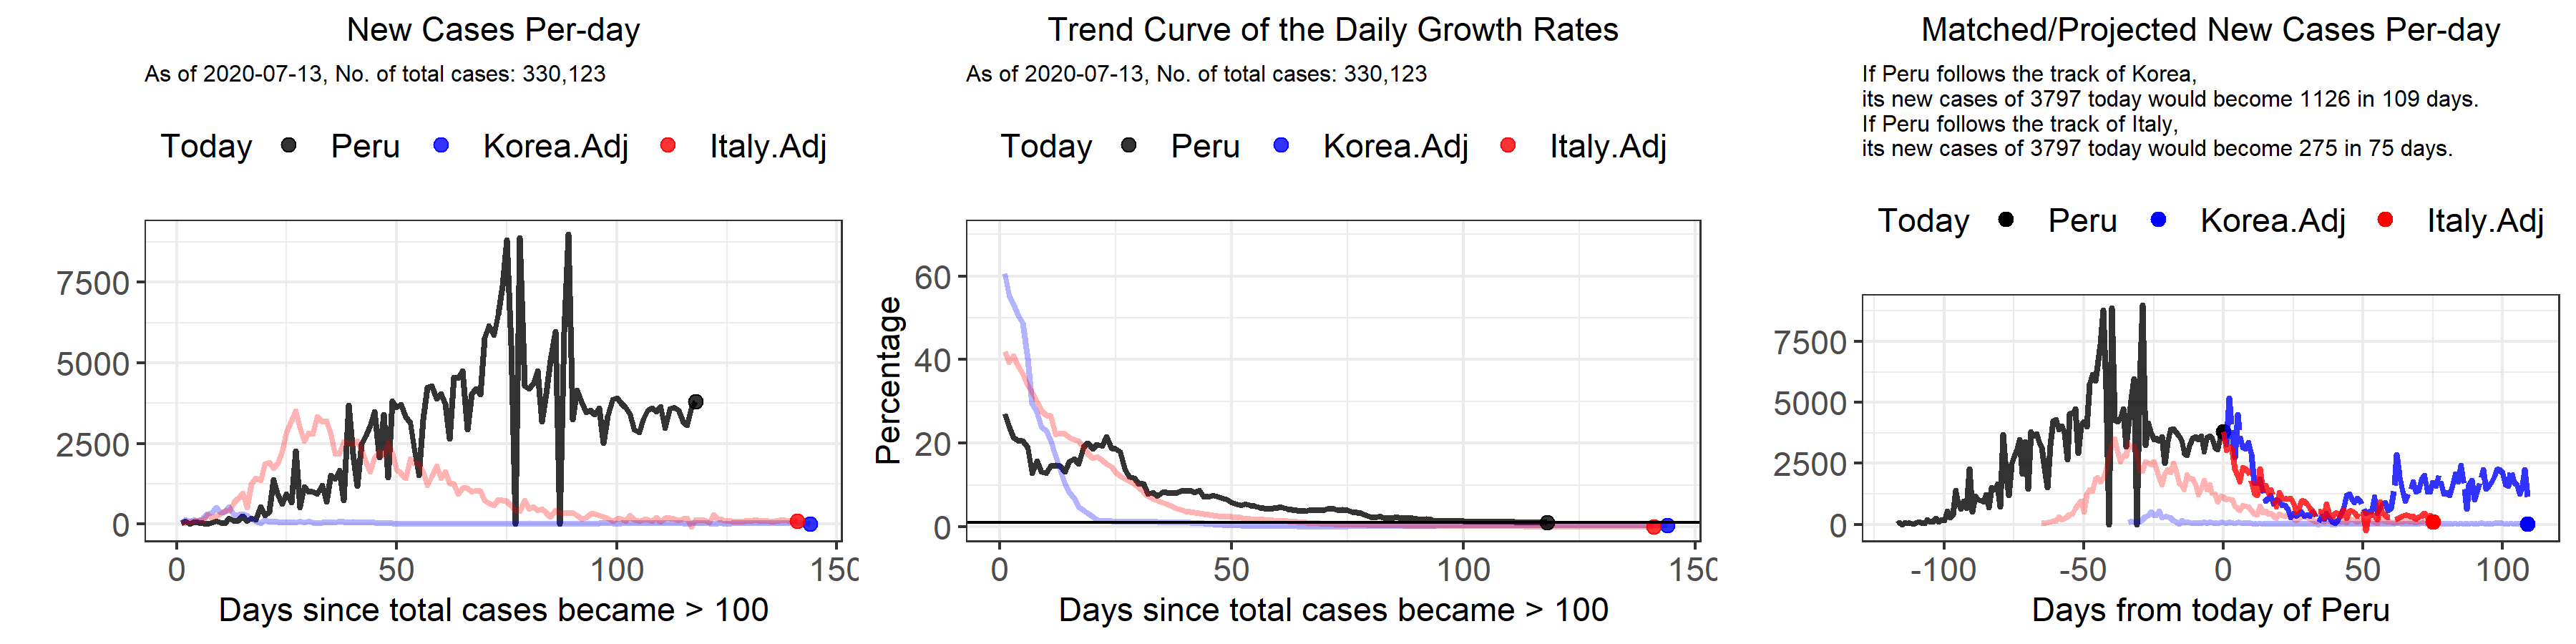 New Cases Per-day
As of 2020-07-13, No. of total cases: 330,123
Today Peru Korea.Adj Italy.Adj
7500
5000
2500
0
0 50 100 150
Days since total cases became > 100
Trend Curve of the Daily Growth Rates
As of 2020-07-13, No. of total cases: 330,123
Today Peru Korea.Adj Italy.Adj
Percentage
60
40
20
0
0 50 100 150
Days since total cases became > 100
Matched/Projected New Cases Per-day
If Peru follows the track of Korea,
its new cases of 3797 today would become 1126 in 109 days.
If Peru follows the track of Italy,
its new cases of 3797 today would become 275 in 75 days.
Today Peru Korea.Adj Italy.Adj
7500
5000
2500
0
-100 -50 0 50 100
Days from today of Peru